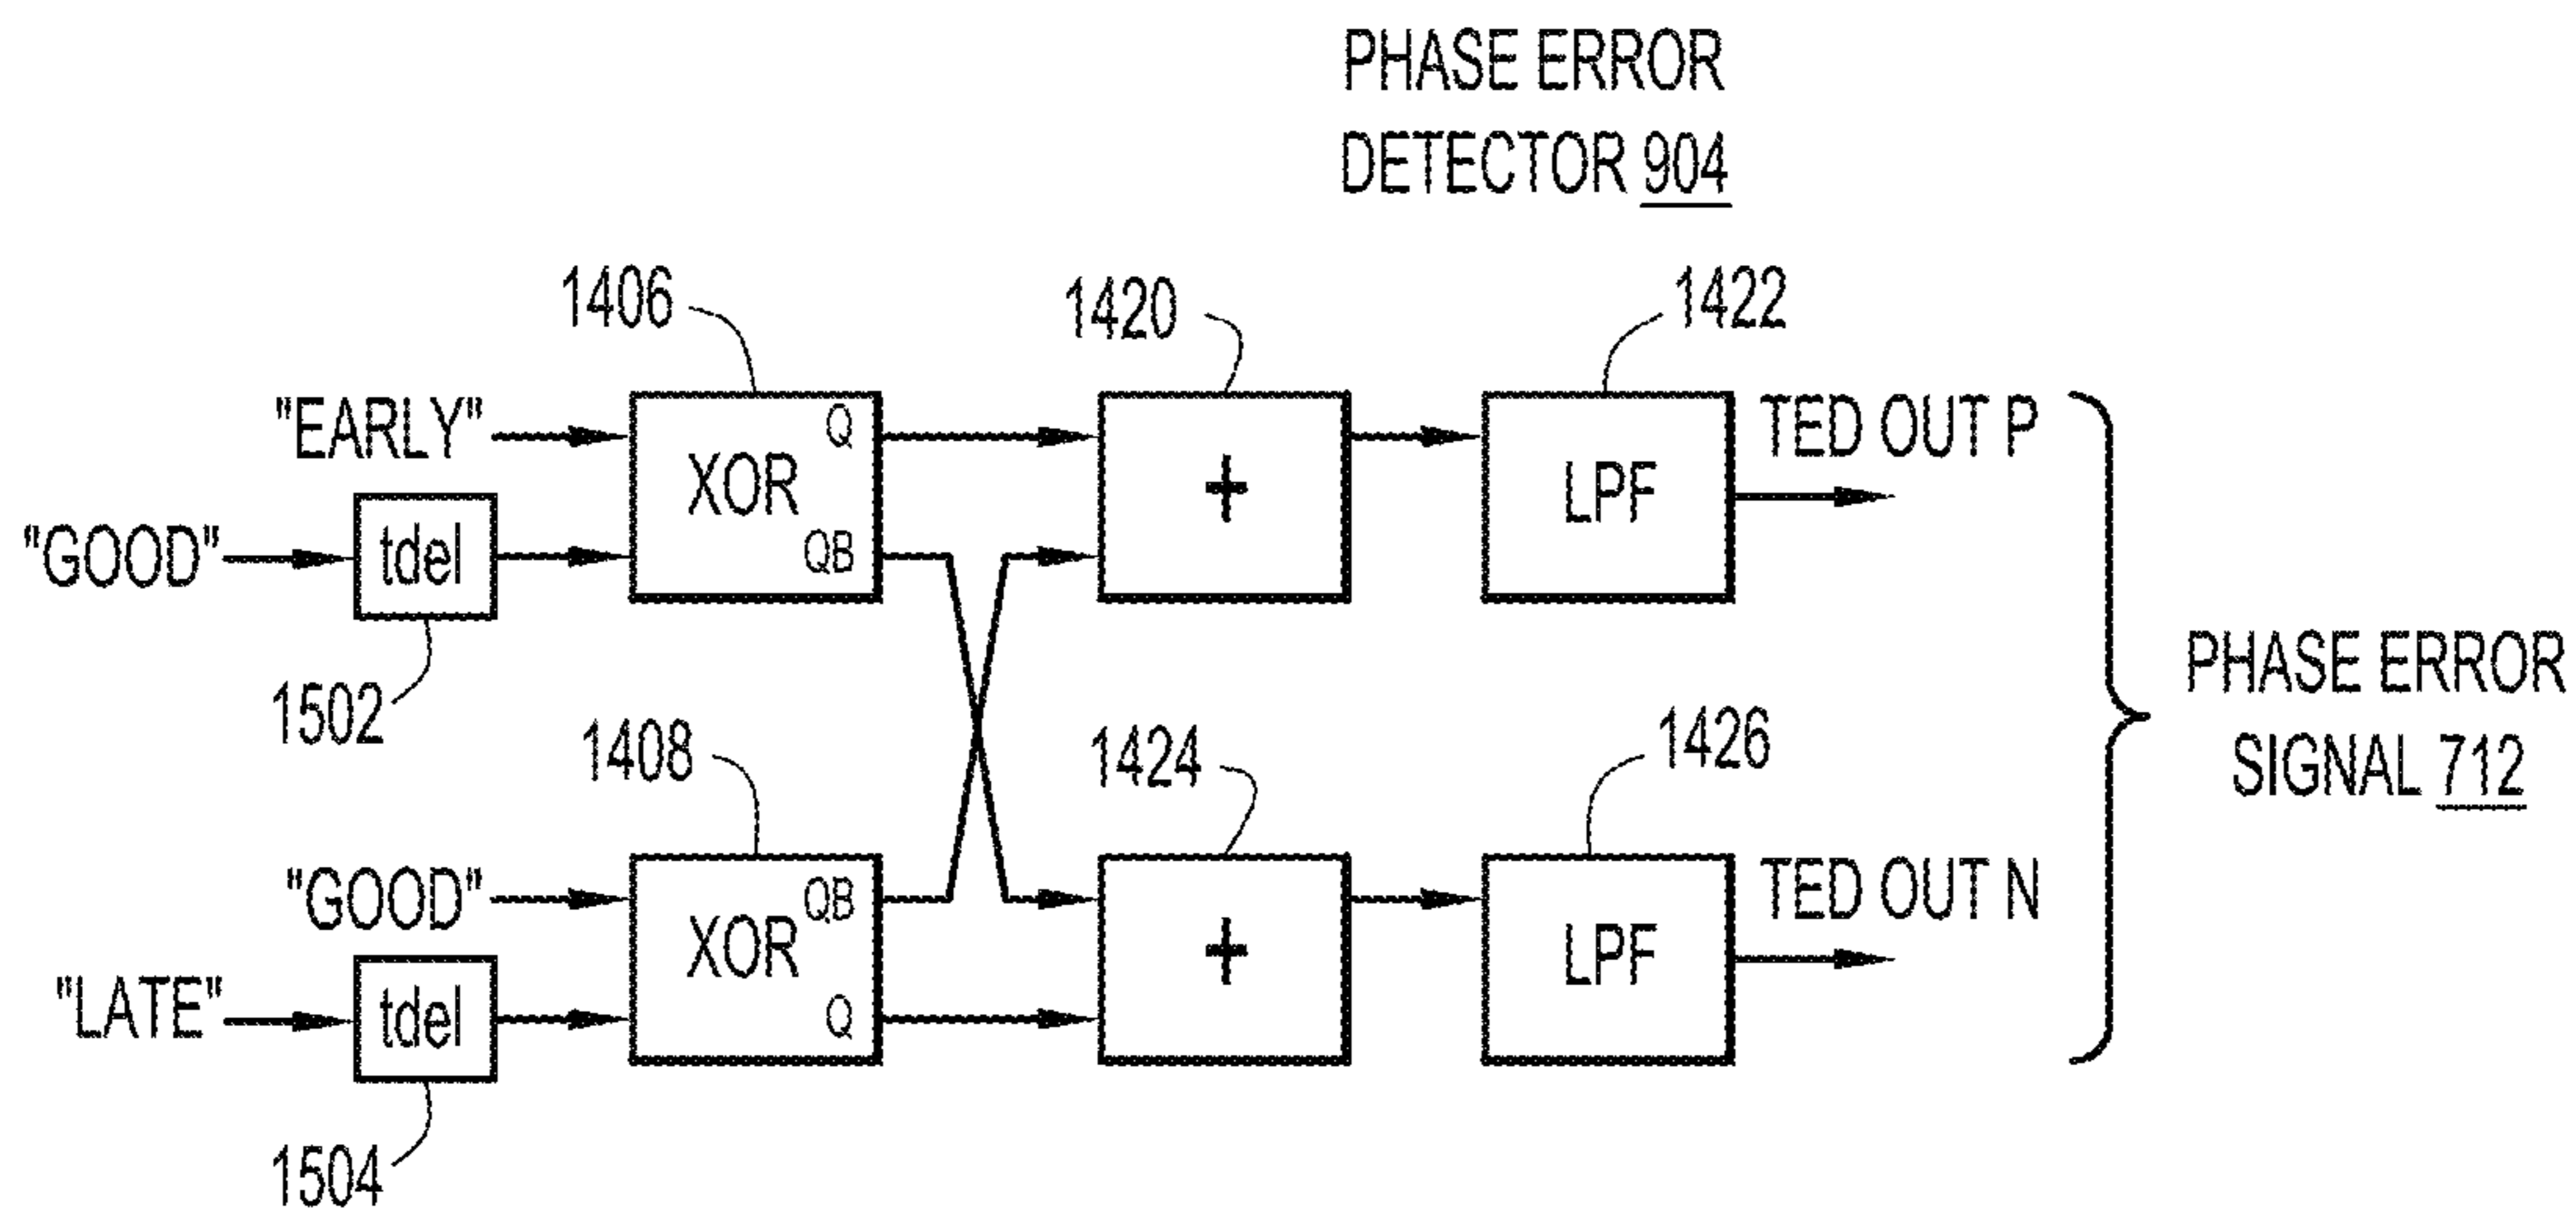 PHASE ERROR
DETECTOR 904
1406
1420
1422
"EARLY"
Q
TED OUT P
XOR
+
LPF
"GOOD"
tdel
QB
1502
PHASE ERROR
SIGNAL 712
1408
1424
1426
"GOOD"
QB
TED OUT N
XOR
+
LPF
"LATE"
tdel
Q
1504